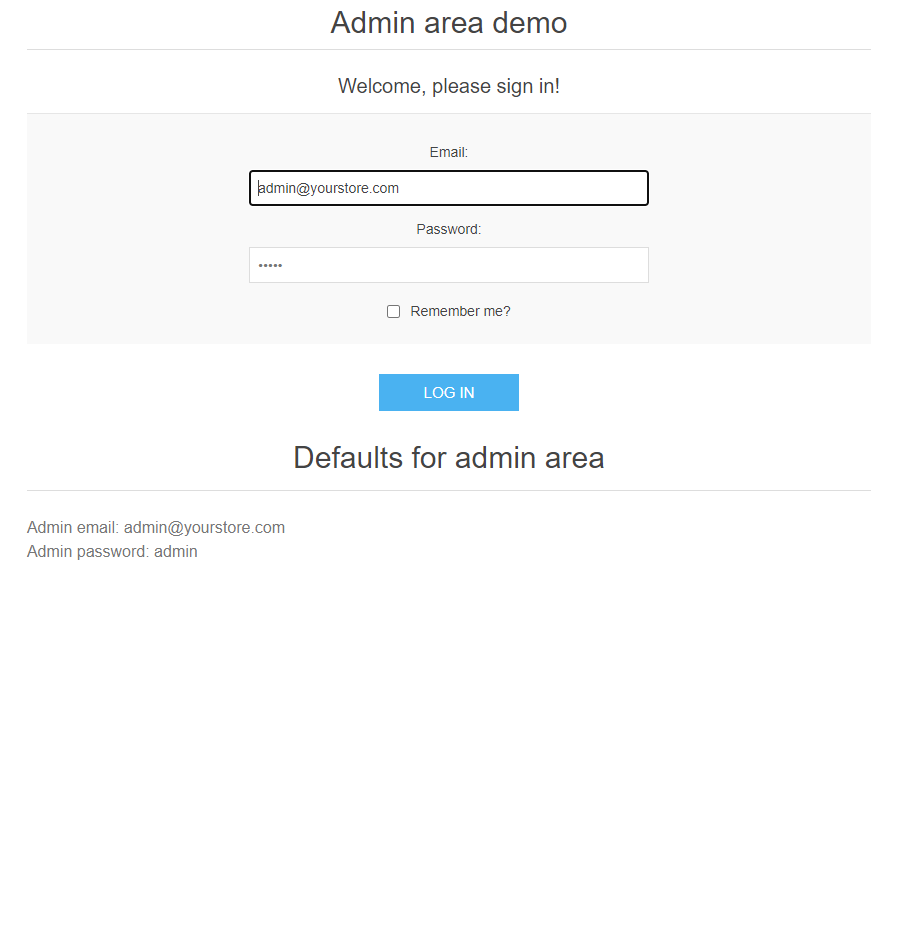 Admin area demo
Welcome, please sign in!
Email:
admin@yourstore.com
Password:
•••••
Remember me?
LOG IN
Defaults for admin area
Admin email: admin@yourstore.com
Admin password: admin